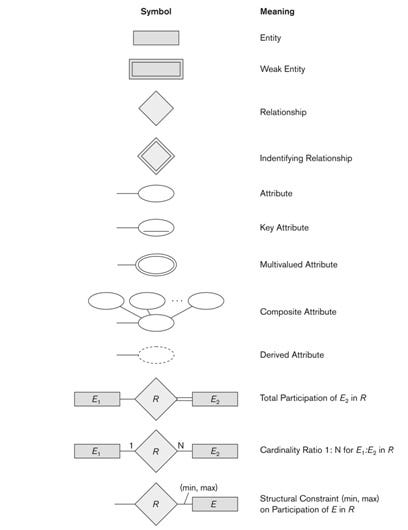 Symbol Meaning
Entity
Weak Entity
Relationship
Indentifying Relationship
Attribute
Key Attribute
Multivalued Attribute
. . .
Composite Attribute
Derived Attribute
E1 R E2 Total Participation of E2 in R
E1 1 R N E2 Cardinality Ratio 1: N for E1:E2 in R
(min, max)
R E Structural Constraint (min, max)
on Participation of E in R